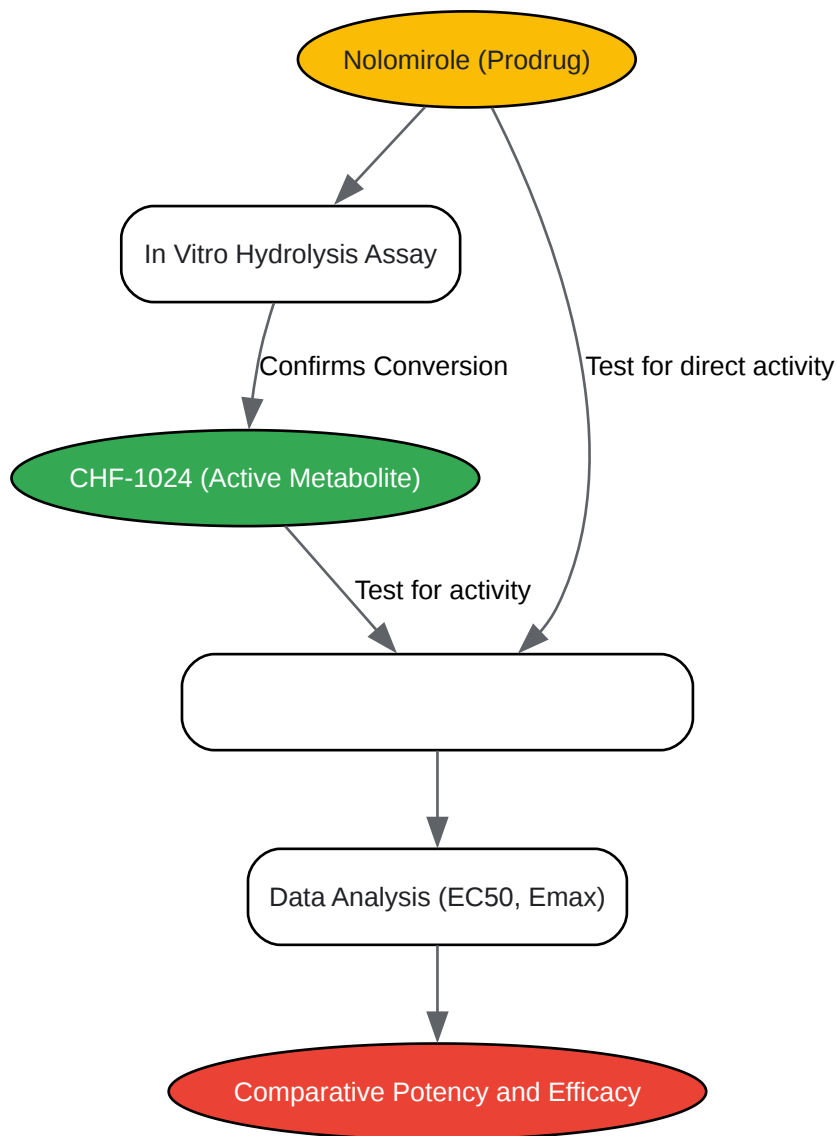 Nolomirole (Prodrug)
In Vitro Hydrolysis Assay
Confirms Conversion
Test for direct activity
CHF-1024 (Active Metabolite)
Test for activity
Data Analysis (EC50, Emax)
Comparative Potency and Efficacy